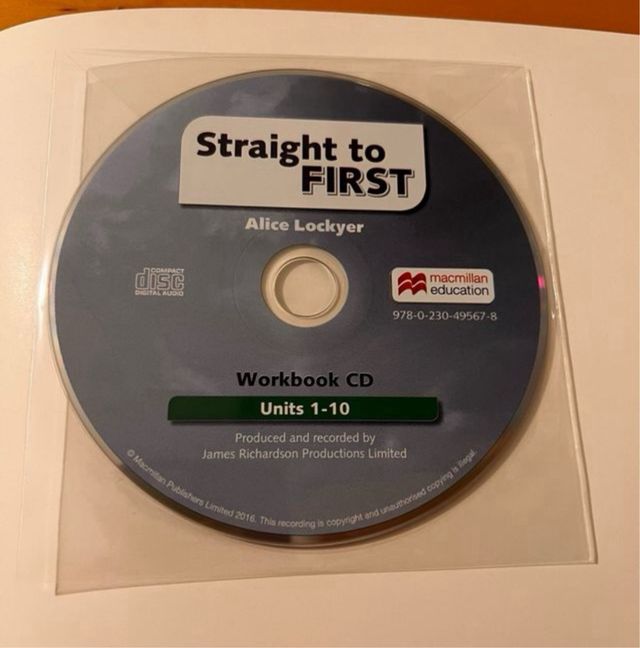 Straight to
FIRST
Alice Lockyer
COMPACT
disc
DIGITAL AUDIO
macmillan
education
978-0-230-49567-8
Workbook CD
Units 1-10
Produced and recorded by
James Richardson Productions Limited
© Macmillan Publishers Limited 2016. This recording is copyright and unauthorised copying is illegal.